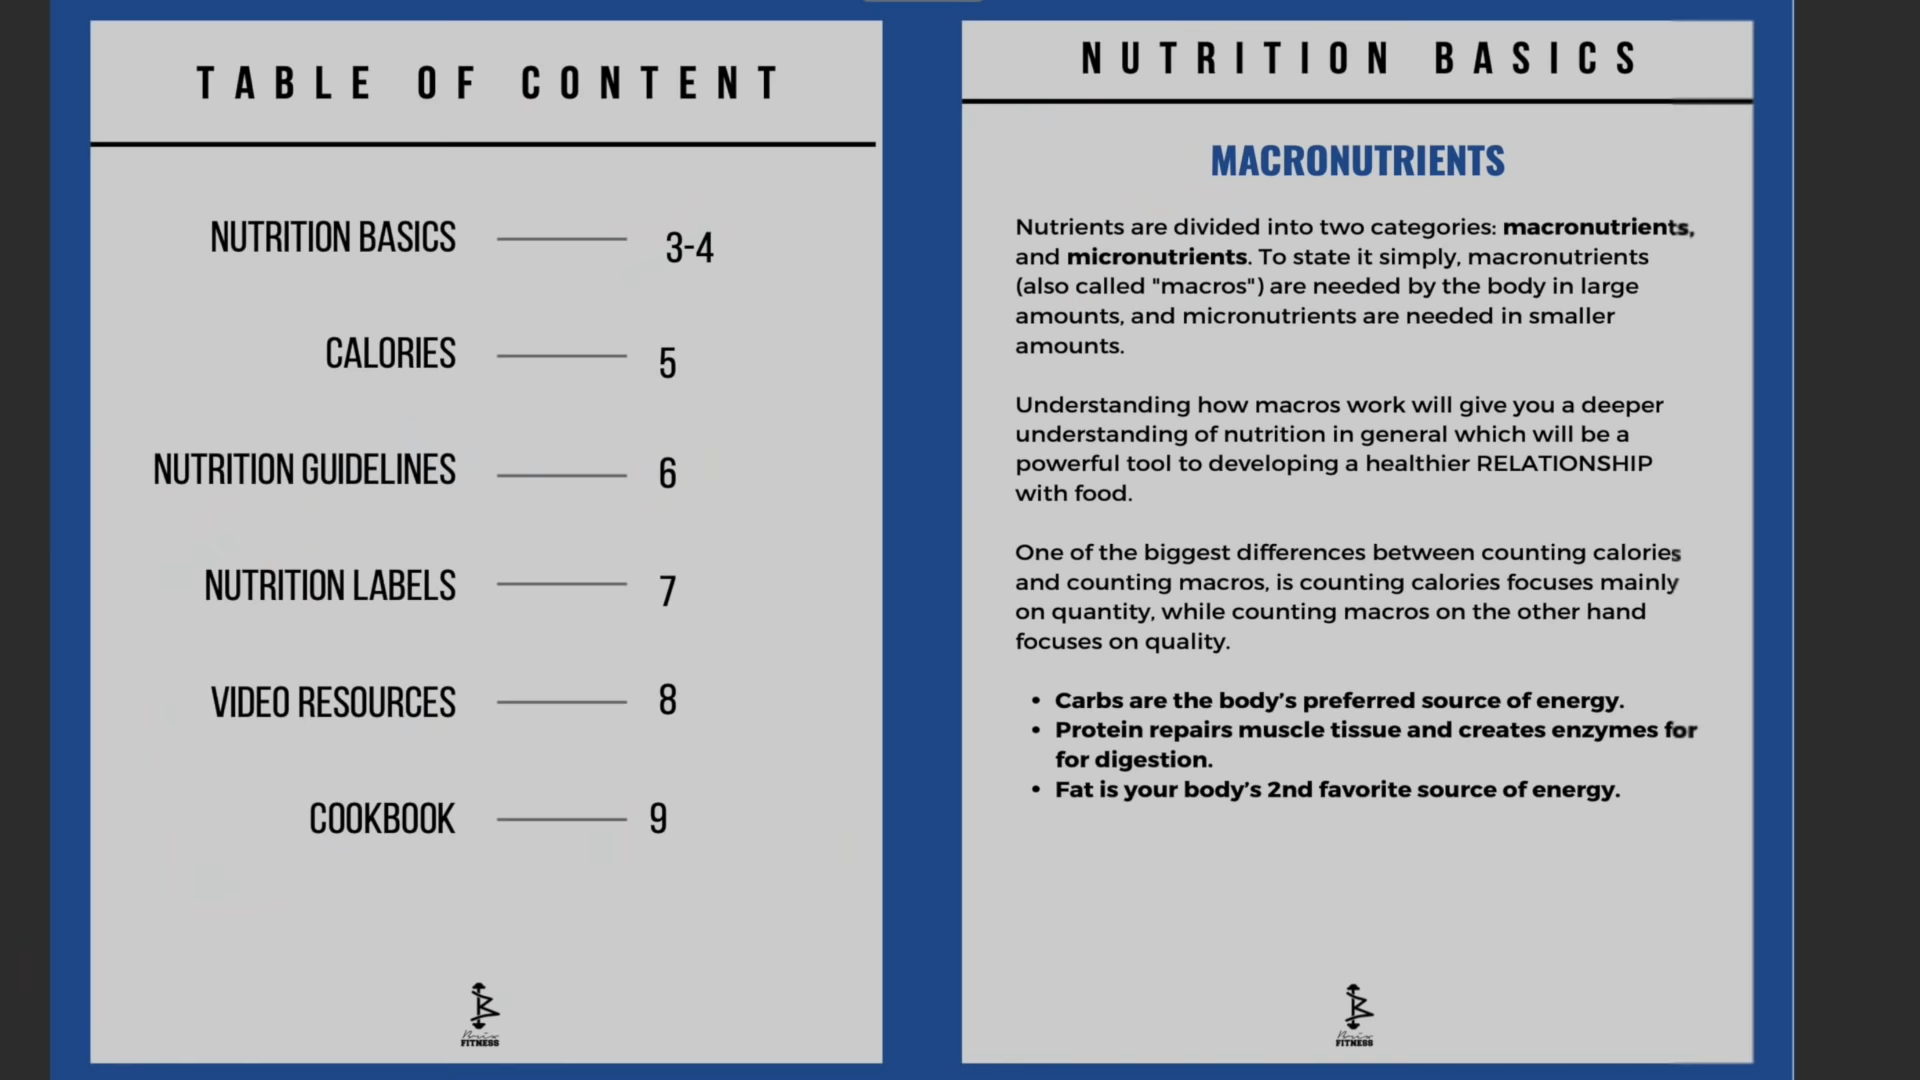 TABLE OF CONTENT
NUTRITION BASICS 3-4
CALORIES 5
NUTRITION GUIDELINES 6
NUTRITION LABELS 7
VIDEO RESOURCES 8
COOKBOOK 9
FITNESS
NUTRITION BASICS
MACRONUTRIENTS
Nutrients are divided into two categories: macronutrients,
and micronutrients. To state it simply, macronutrients
(also called "macros") are needed by the body in large
amounts, and micronutrients are needed in smaller
amounts.
Understanding how macros work will give you a deeper
understanding of nutrition in general which will be a
powerful tool to developing a healthier RELATIONSHIP
with food.
One of the biggest differences between counting calories
and counting macros, is counting calories focuses mainly
on quantity, while counting macros on the other hand
focuses on quality.
• Carbs are the body’s preferred source of energy.
• Protein repairs muscle tissue and creates enzymes for
for digestion.
• Fat is your body’s 2nd favorite source of energy.
FITNESS